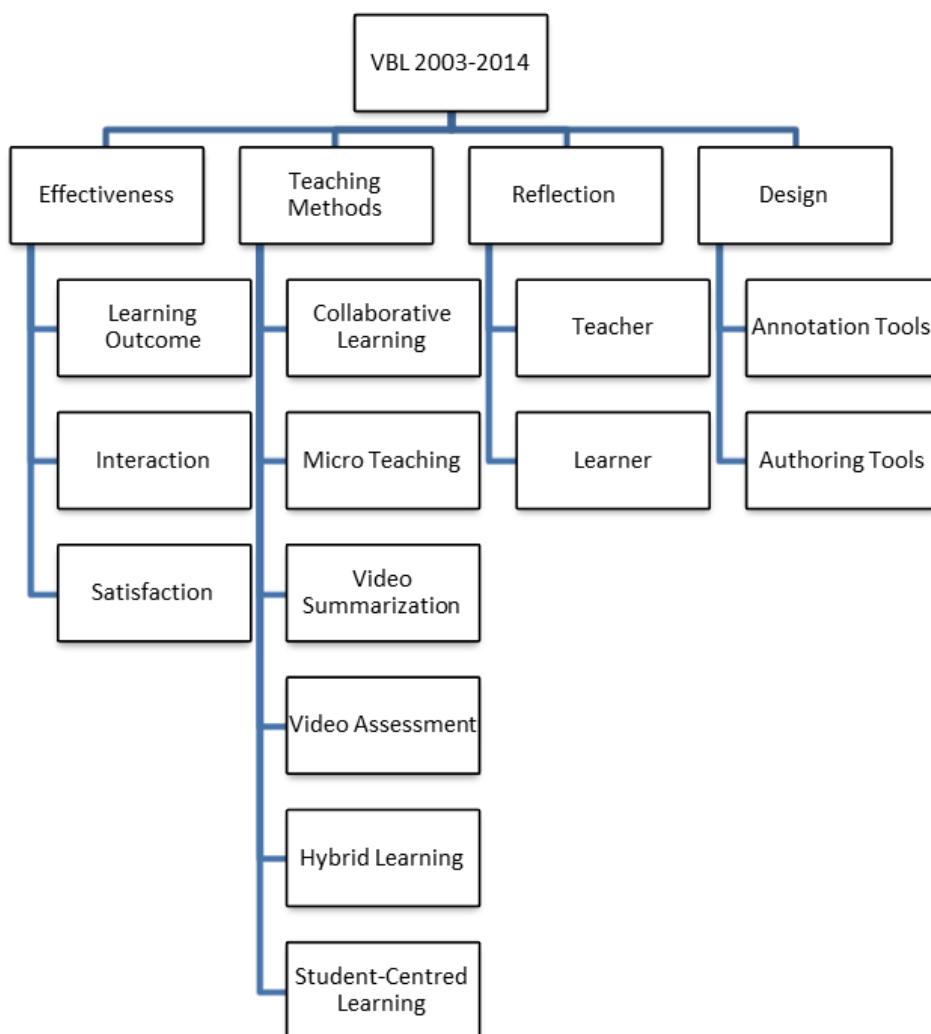 VBL 2003-2014
Effectiveness
Teaching
Methods
Reflection
Design
Learning
Outcome
Collaborative
Learning
Teacher
Annotation Tools
Interaction
Micro Teaching
Learner
Authoring Tools
Satisfaction
Video
Summarization
Video Assessment
Hybrid Learning
Student-Centred
Learning